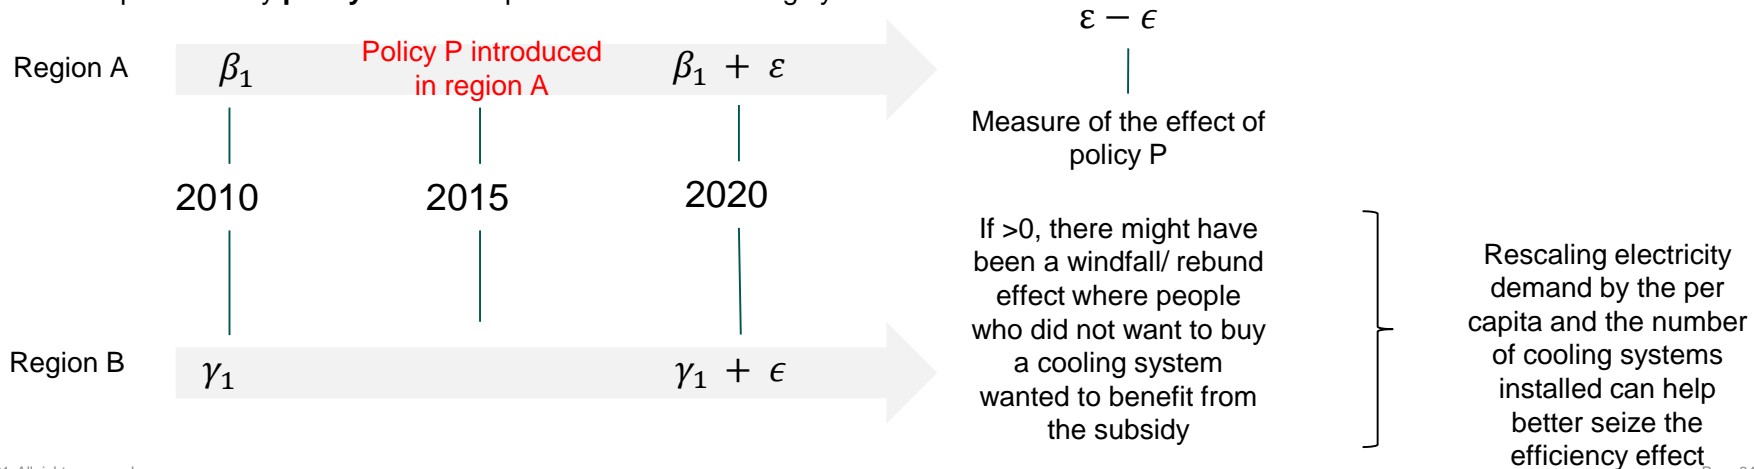 policy
ε − ϵ
Region A
β₁
Policy P introduced
in region A
β₁ + ε
Measure of the effect of
policy P
2010
2015
2020
If >0, there might have
been a windfall/ rebund
effect where people
who did not want to buy
a cooling system
wanted to benefit from
the subsidy
Rescaling electricity
demand by the per
capita and the number
of cooling systems
installed can help
better seize the
efficiency effect
Region B
γ₁
γ₁ + ϵ